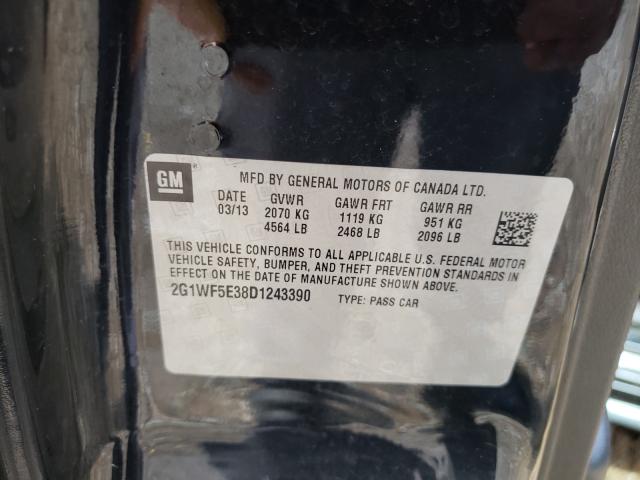 GM ®
MFD BY GENERAL MOTORS OF CANADA LTD.
DATE GVWR GAWR FRT GAWR RR
03/13 2070 KG 1119 KG 951 KG
4564 LB 2468 LB 2096 LB
THIS VEHICLE CONFORMS TO ALL APPLICABLE U.S. FEDERAL MOTOR
VEHICLE SAFETY, BUMPER, AND THEFT PREVENTION STANDARDS IN
EFFECT ON THE DATE OF MANUFACTURE SHOWN ABOVE.
2G1WF5E38D1243390 TYPE: PASS CAR